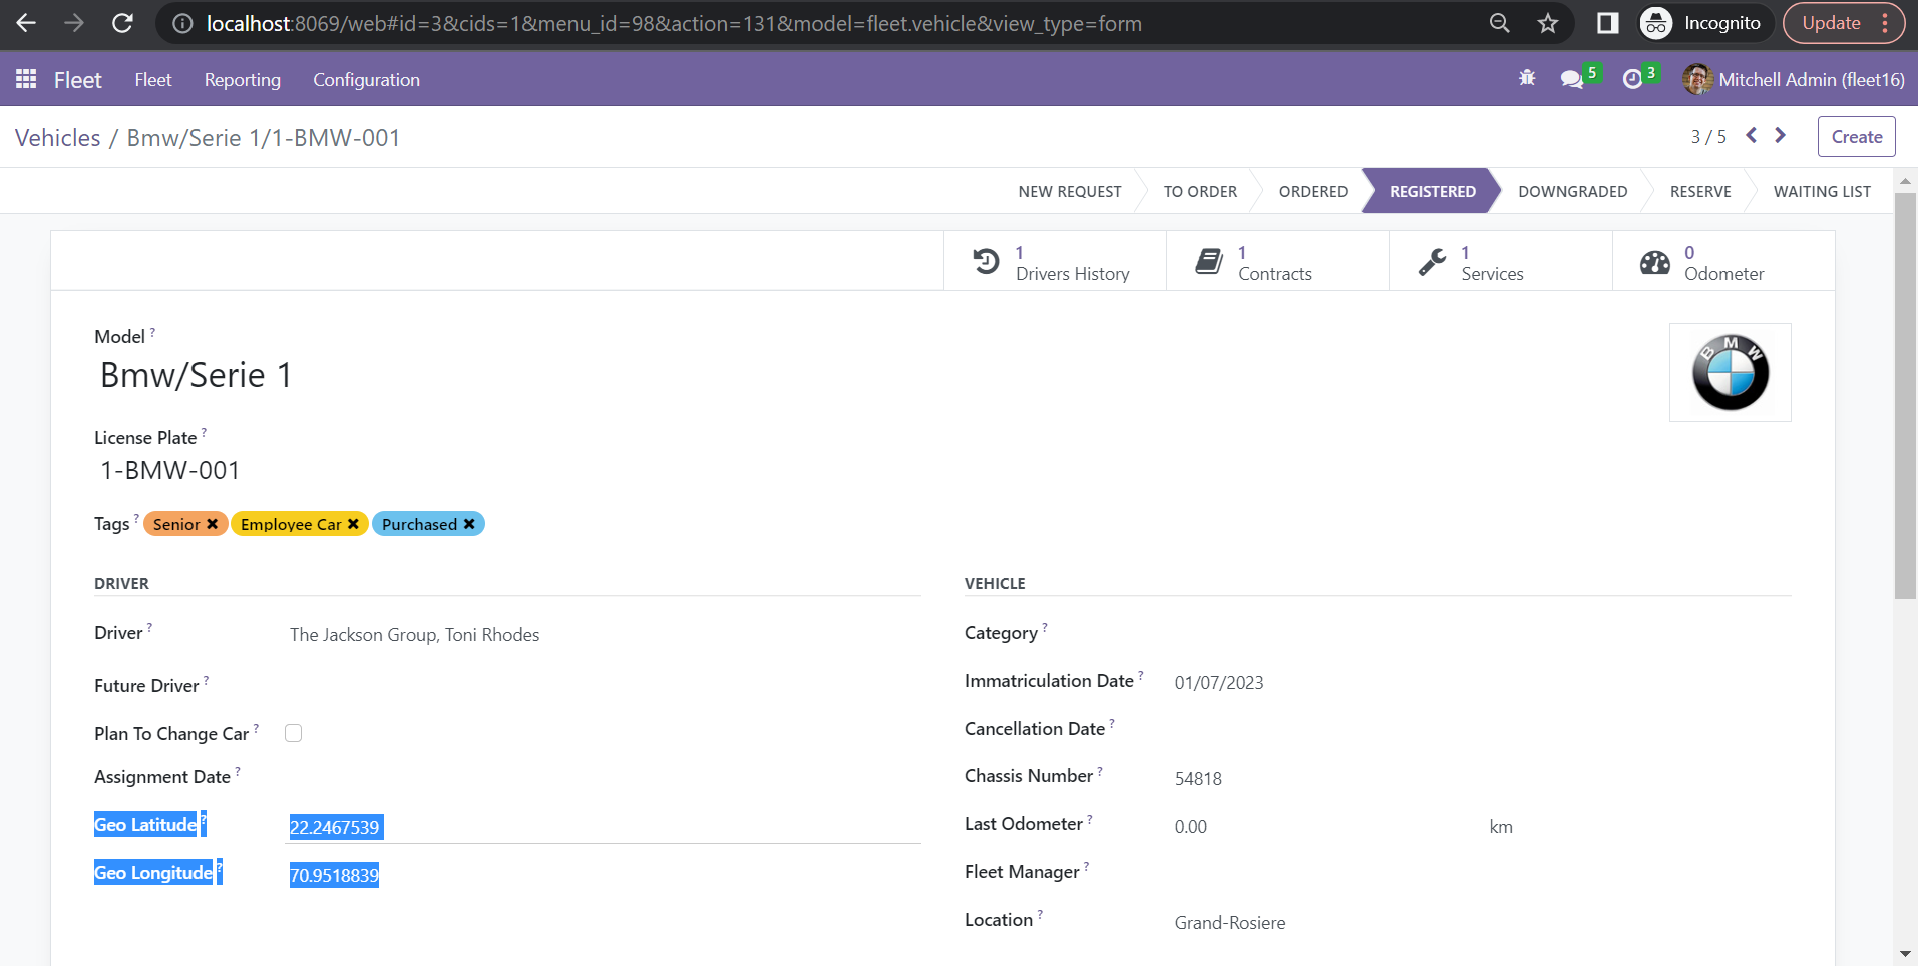 localhost:8069/web#id=3&cids=1&menu_id=98&action=131&model=fleet.vehicle&view_type=form
Incognito
Update
Fleet Fleet Reporting Configuration
5
3
Mitchell Admin (fleet16)
Vehicles / Bmw/Serie 1/1-BMW-001
3 / 5
Create
NEW REQUEST TO ORDER ORDERED REGISTERED DOWNGRADED RESERVE WAITING LIST
1
Drivers History
1
Contracts
1
Services
0
Odometer
Model ?
Bmw/Serie 1
BMW
License Plate ?
1-BMW-001
Tags ? Senior ✖ Employee Car ✖ Purchased ✖
DRIVER
Driver ? The Jackson Group, Toni Rhodes
Future Driver ?
Plan To Change Car ?
Assignment Date ?
Geo Latitude ? 22.2467539
Geo Longitude ? 70.9518839
VEHICLE
Category ?
Immatriculation Date ? 01/07/2023
Cancellation Date ?
Chassis Number ? 54818
Last Odometer ? 0.00 km
Fleet Manager ?
Location ? Grand-Rosiere